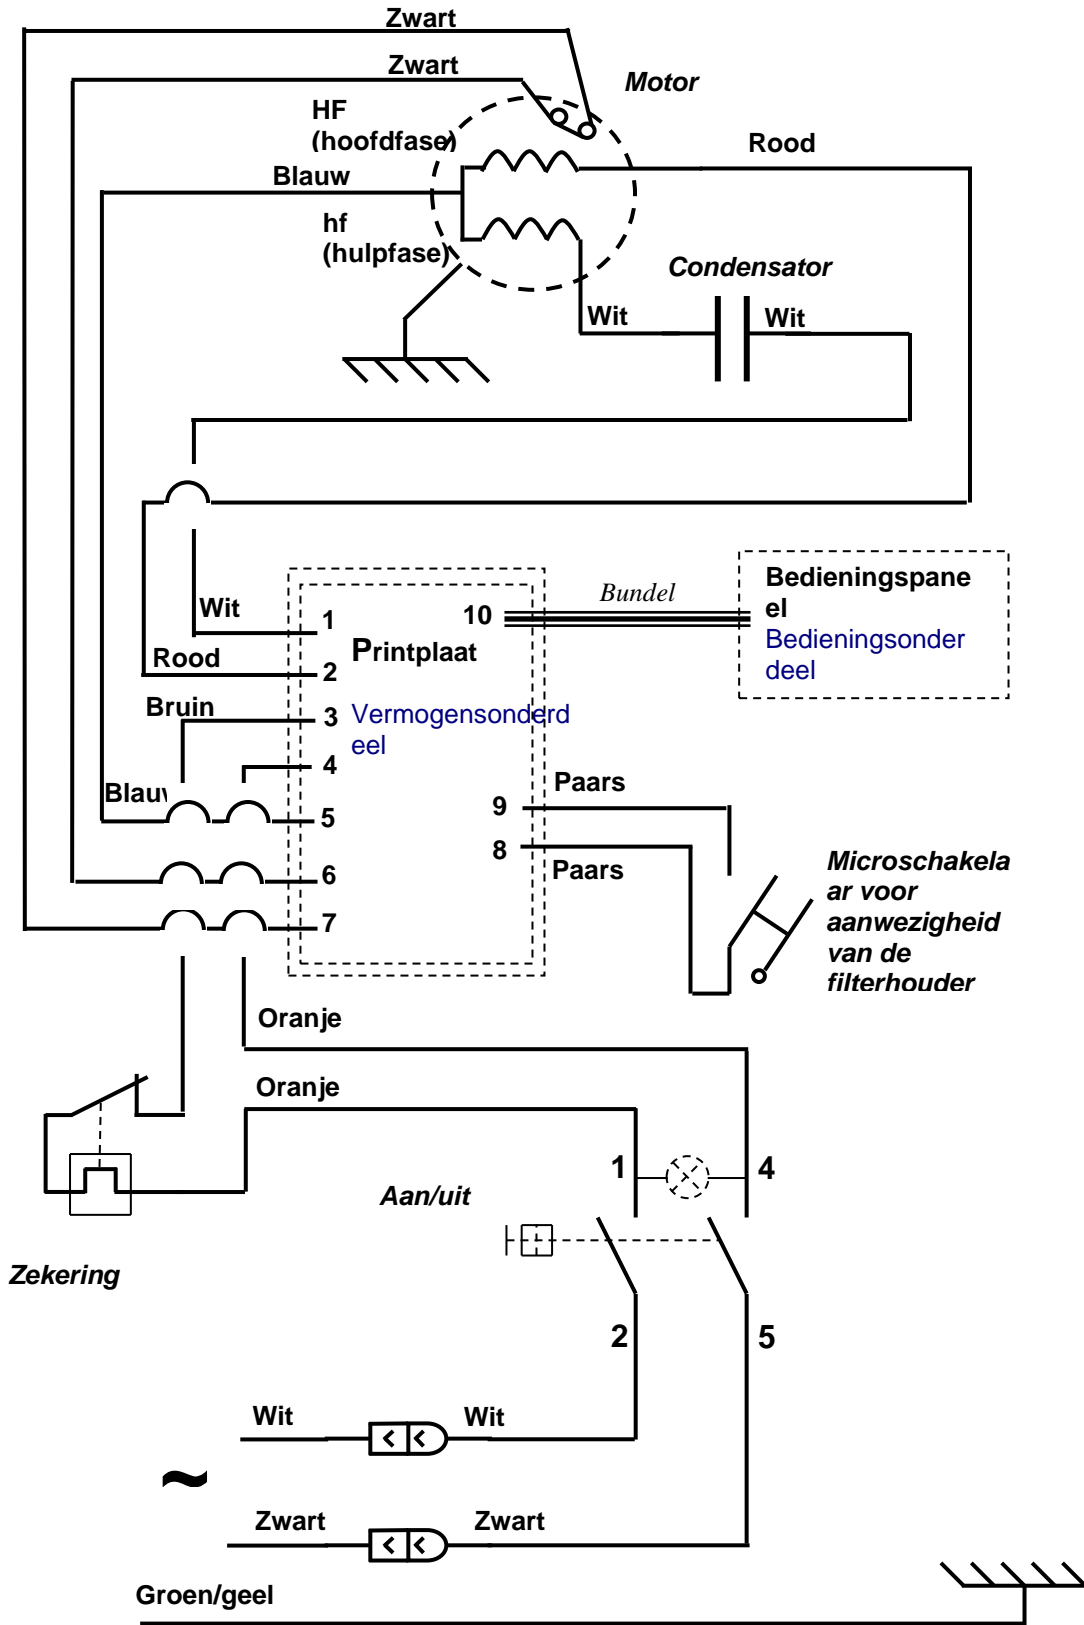 Zwart
Zwart
Motor
HF
(hoofdfase)
Rood
Blauw
hf
(hulpfase)
Condensator
Wit
Wit
Bedieningspane
el
Bedieningsonder
deel
Bundel
Wit
1
10
Printplaat
Rood
2
Bruin
3
Vermogensonderd
eel
4
Paars
Blauw
9
5
8
Paars
Microschakela
ar voor
aanwezigheid
van de
filterhouder
6
7
Oranje
Oranje
1
4
Aan/uit
Zekering
2
5
Wit
Wit
~
Zwart
Zwart
Groen/geel